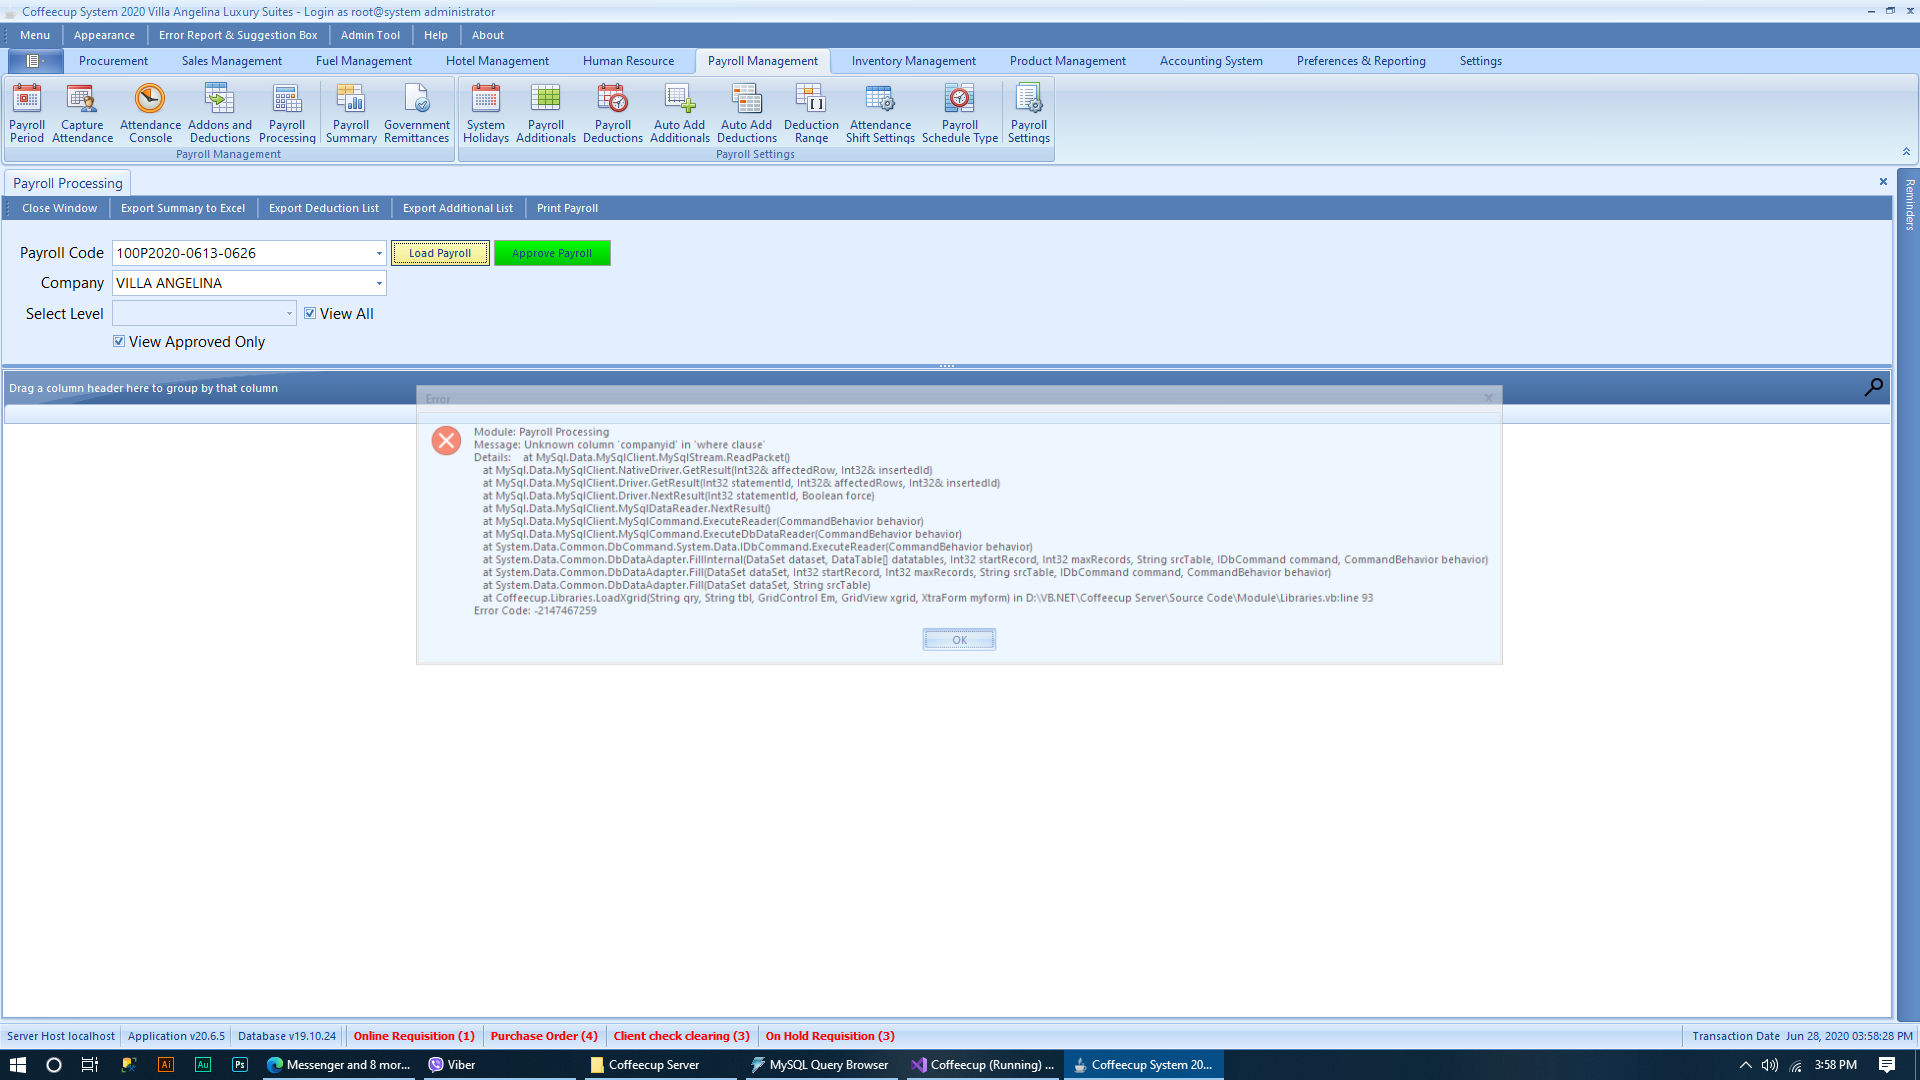 Coffeecup System 2020 Villa Angelina Luxury Suites - Login as root@system administrator
Menu Appearance Error Report & Suggestion Box Admin Tool Help About
Procurement Sales Management Fuel Management Hotel Management Human Resource Payroll Management Inventory Management Product Management Accounting System Preferences & Reporting Settings
Payroll Capture Attendance Addons and Payroll Payroll Government System Payroll Payroll Auto Add Auto Add Deduction Attendance Payroll Payroll
Period Attendance Console Deductions Processing Summary Remittances Holidays Additionals Deductions Additionals Deductions Range Shift Settings Schedule Type Settings
Payroll Management Payroll Settings
Reminders
Payroll Processing
Close Window Export Summary to Excel Export Deduction List Export Additional List Print Payroll
Payroll Code 100P2020-0613-0626 Load Payroll Approve Payroll
Company VILLA ANGELINA
Select Level View All
View Approved Only
Drag a column header here to group by that column
Error
Module: Payroll Processing
Message: Unknown column 'companyid' in 'where clause'
Details: at MySql.Data.MySqlClient.MySqlStream.ReadPacket()
at MySql.Data.MySqlClient.NativeDriver.GetResult(Int32& affectedRow, Int32& insertedId)
at MySql.Data.MySqlClient.Driver.GetResult(Int32 statementId, Int32& affectedRows, Int32& insertedId)
at MySql.Data.MySqlClient.Driver.NextResult(Int32 statementId, Boolean force)
at MySql.Data.MySqlClient.MySqlDataReader.NextResult()
at MySql.Data.MySqlClient.MySqlCommand.ExecuteReader(CommandBehavior behavior)
at MySql.Data.MySqlClient.MySqlCommand.ExecuteDbDataReader(CommandBehavior behavior)
at System.Data.Common.DbCommand.System.Data.IDbCommand.ExecuteReader(CommandBehavior behavior)
at System.Data.Common.DbDataAdapter.FillInternal(DataSet dataset, DataTable[] datatables, Int32 startRecord, Int32 maxRecords, String srcTable, IDbCommand command, CommandBehavior behavior)
at System.Data.Common.DbDataAdapter.Fill(DataSet dataSet, Int32 startRecord, Int32 maxRecords, String srcTable, IDbCommand command, CommandBehavior behavior)
at System.Data.Common.DbDataAdapter.Fill(DataSet dataSet, String srcTable)
at Coffeecup.Libraries.LoadXgrid(String qry, String tbl, GridControl Em, GridView xgrid, XtraForm myform) in D:\VB.NET\Coffeecup Server\Source Code\Module\Libraries.vb:line 93
Error Code: -2147467259
OK
Server Host localhost Application v20.6.5 Database v19.10.24 Online Requisition (1) Purchase Order (4) Client check clearing (3) On Hold Requisition (3) Transaction Date Jun 28, 2020 03:58:28 PM
Ai Au Ps Messenger and 8 mor... Viber Coffeecup Server MySQL Query Browser Coffeecup (Running) ... Coffeecup System 20... 3:58 PM